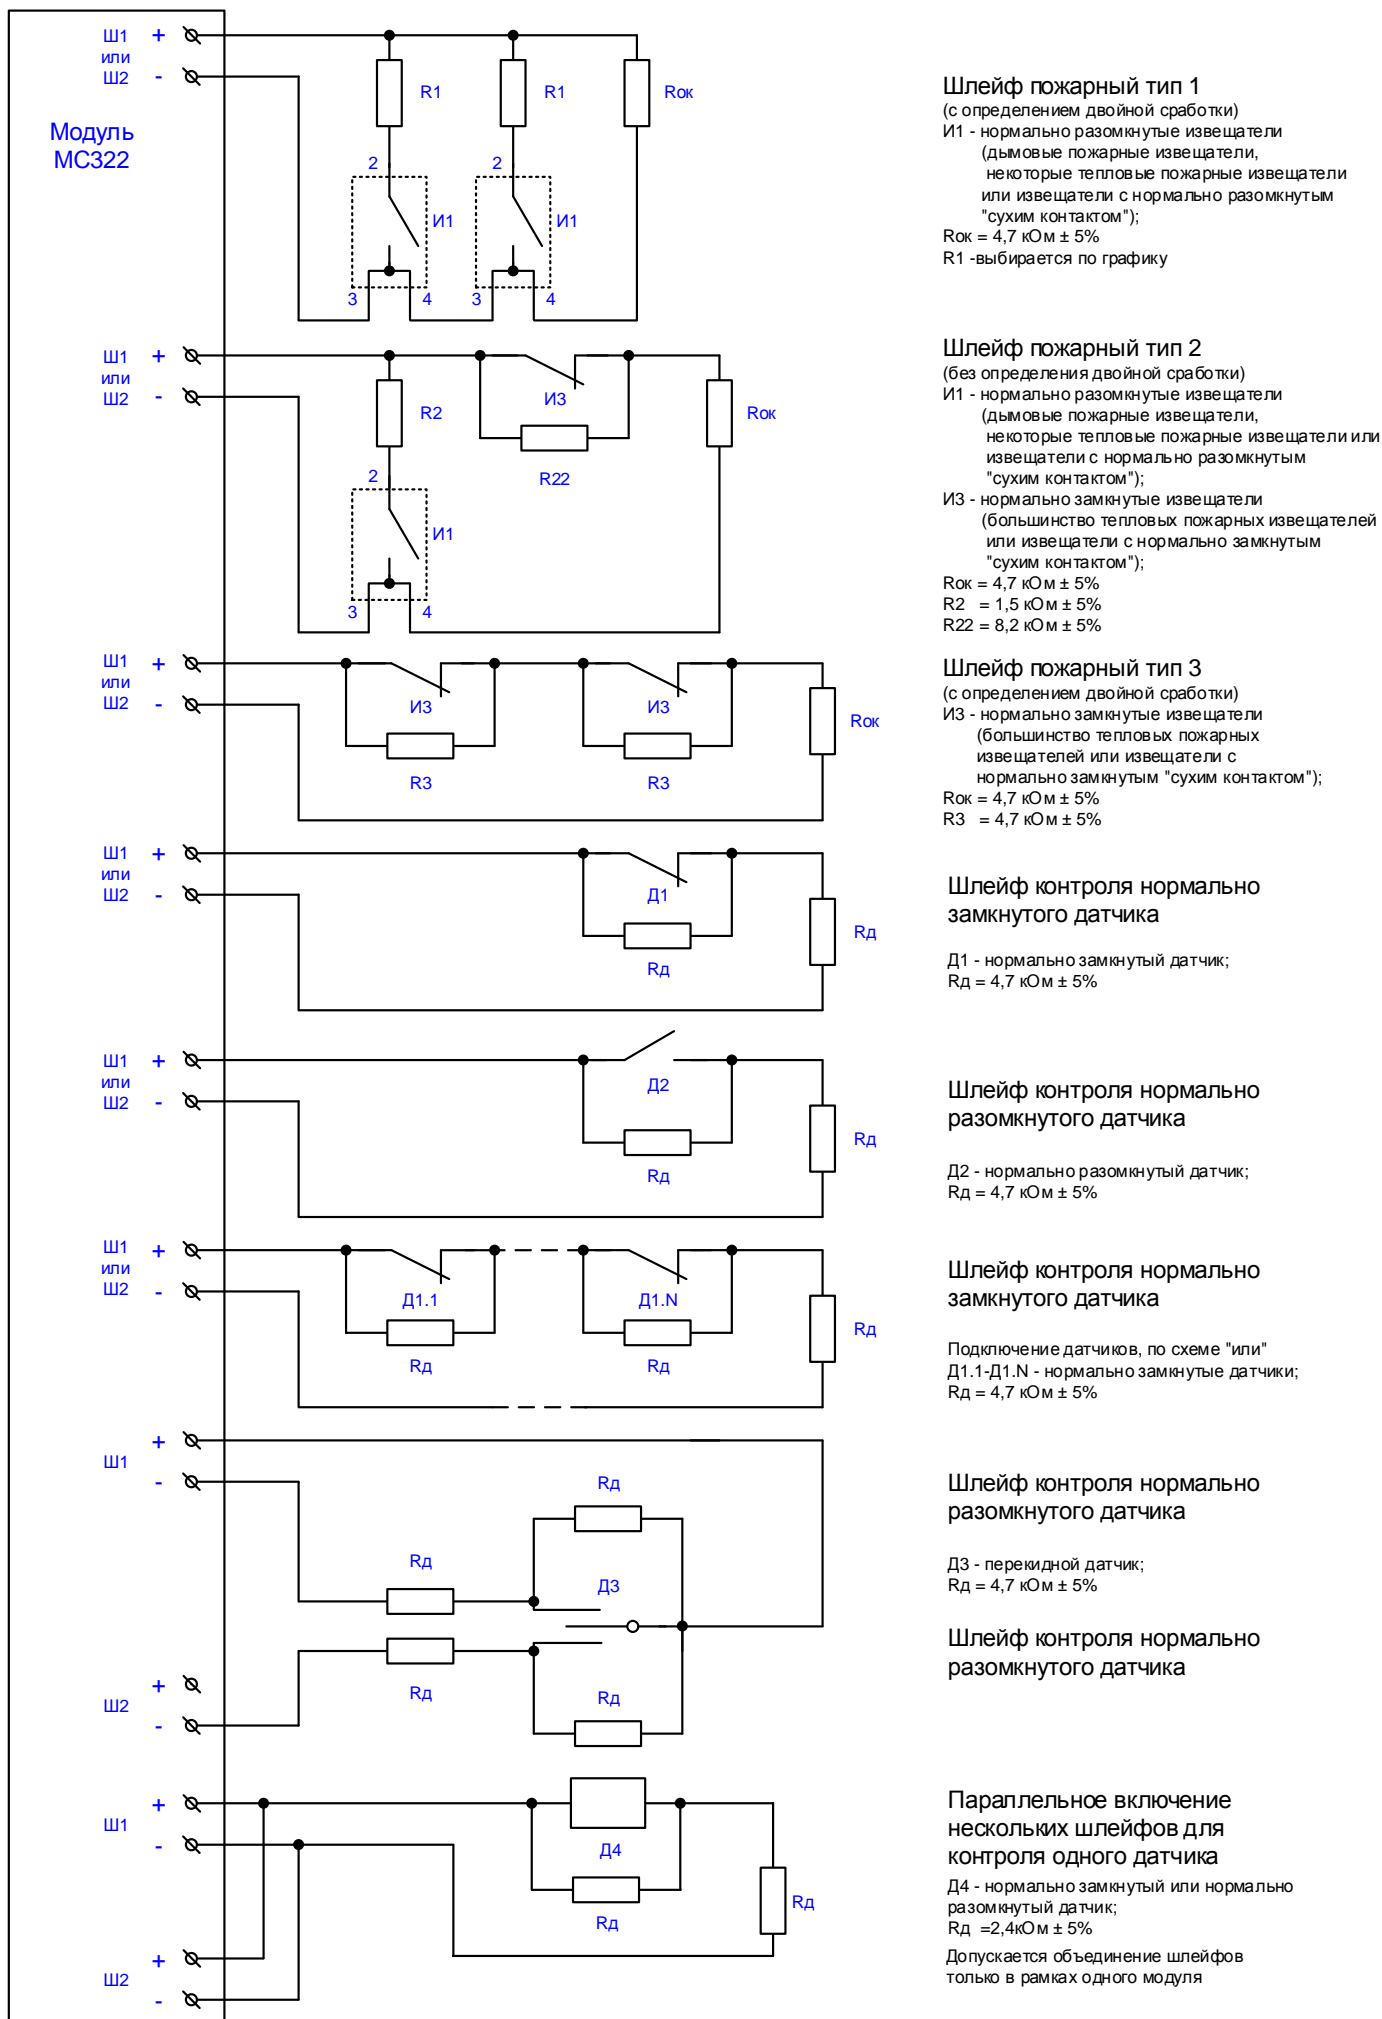 Модуль
МС322
Ш1 + 
или
Ш2 -
R1
R1
Rок
2
2
И1
И1
3
4
3
4
Шлейф пожарный тип 1
(с определением двойной сработки)
И1 - нормально разомкнутые извещатели
(дымовые пожарные извещатели,
некоторые тепловые пожарные извещатели
или извещатели с нормально разомкнутым
"сухим контактом");
Rок = 4,7 кОм ± 5%
R1 -выбирается по графику
Ш1 +
или
Ш2 -
R2
И3
Rок
R22
2
И1
3
4
Шлейф пожарный тип 2
(без определения двойной сработки)
И1 - нормально разомкнутые извещатели
(дымовые пожарные извещатели,
некоторые тепловые пожарные извещатели или
извещатели с нормально разомкнутым
"сухим контактом");
И3 - нормально замкнутые извещатели
(большинство тепловых пожарных извещателей
или извещатели с нормально замкнутым
"сухим контактом");
Rок = 4,7 кОм ± 5%
R2 = 1,5 кОм ± 5%
R22 = 8,2 кОм ± 5%
Ш1 +
или
Ш2 -
И3
И3
Rок
R3
R3
Шлейф пожарный тип 3
(с определением двойной сработки)
И3 - нормально замкнутые извещатели
(большинство тепловых пожарных
извещателей или извещатели с
нормально замкнутым "сухим контактом");
Rок = 4,7 кОм ± 5%
R3 = 4,7 кОм ± 5%
Ш1 +
или
Ш2 -
Д1
Rд
Rд
Шлейф контроля нормально
замкнутого датчика
Д1 - нормально замкнутый датчик;
Rд = 4,7 кОм ± 5%
Ш1 +
или
Ш2 -
Д2
Rд
Rд
Шлейф контроля нормально
разомкнутого датчика
Д2 - нормально разомкнутый датчик;
Rд = 4,7 кОм ± 5%
Ш1 +
или
Ш2 -
Д1.1
Д1.N
Rд
Rд
Rд
Шлейф контроля нормально
замкнутого датчика
Подключение датчиков, по схеме "или"
Д1.1-Д1.N - нормально замкнутые датчики;
Rд = 4,7 кОм ± 5%
+
Ш1
-
Rд
Rд
Д3
Rд
Rд
+
Ш2
-
Шлейф контроля нормально
разомкнутого датчика
Д3 - перекидной датчик;
Rд = 4,7 кОм ± 5%
Шлейф контроля нормально
разомкнутого датчика
+
Ш1
-
Д4
Rд
Rд
+
Ш2
-
Параллельное включение
нескольких шлейфов для
контроля одного датчика
Д4 - нормально замкнутый или нормально
разомкнутый датчик;
Rд =2,4кОм ± 5%
Допускается объединение шлейфов
только в рамках одного модуля